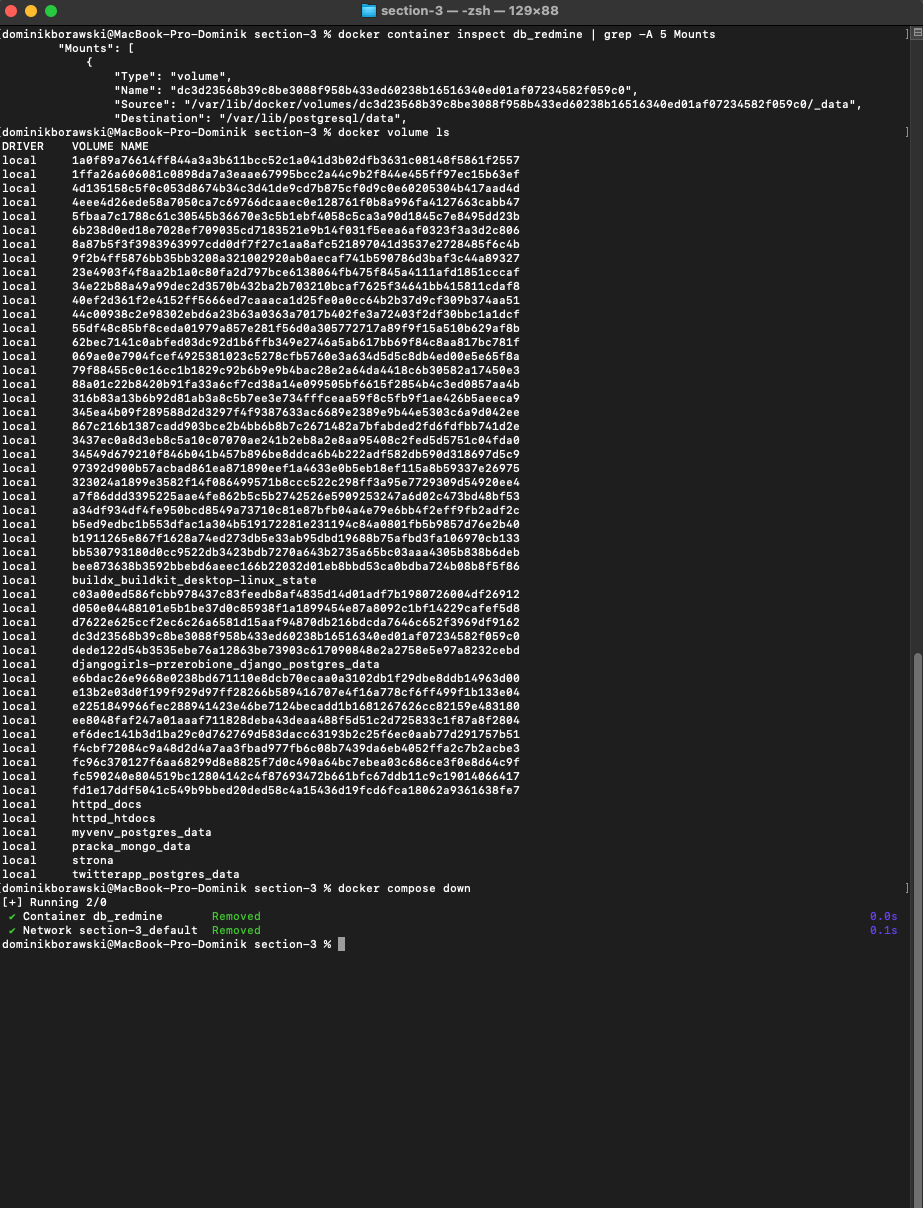 section-3 — -zsh — 129×88
dominikborawski@MacBook-Pro-Dominik section-3 % docker container inspect db_redmine | grep -A 5 Mounts
"Mounts": [
{
"Type": "volume",
"Name": "dc3d23568b39c8be3088f958b433ed60238b16516340ed01af07234582f059c0",
"Source": "/var/lib/docker/volumes/dc3d23568b39c8be3088f958b433ed60238b16516340ed01af07234582f059c0/_data",
"Destination": "/var/lib/postgresql/data",
dominikborawski@MacBook-Pro-Dominik section-3 % docker volume ls
DRIVER    VOLUME NAME
local     1a0f89a76614ff844a3a3b611bcc52c1a041d3b02dfb3631c08148f5861f2557
local     1ffa26a606081c0898da7a3eaae67995bcc2a44c9b2f844e455ff97ec15b63ef
local     4d135158c5f0c053d8674b34c3d41de9cd7b875cf0d9c0e60205304b417aad4d
local     4eee4d26ede58a7050ca7c69766dcaaec0e128761f0b8a996fa4127663cabb47
local     5fbaa7c1788c61c30545b36670e3c5b1ebf4058c5ca3a90d1845c7e8495dd23b
local     6b238d0ed18e7028ef709035cd7183521e9b14f031f5eea6af0323f3a3d2c806
local     8a87b5f3f3983963997cdd0df7f27c1aa8afc521897041d3537e2728485f6c4b
local     9f2b4ff5876bb35bb3208a321002920ab0aecaf741b590786d3baf3c44a89327
local     23e4903f4f8aa2b1a0c80fa2d797bce6138064fb475f845a4111afd1851cccaf
local     34e22b88a49a99dec2d3570b432ba2b703210bcaf7625f34641bb415811cdaf8
local     40ef2d361f2e4152ff5666ed7caaaca1d25fe0a0cc64b2b37d9cf309b374aa51
local     44c00938c2e98302ebd6a23b63a0363a7017b402fe3a72403f2df30bbc1a1dcf
local     55df48c85bf8ceda01979a857e281f56d0a305772717a89f9f15a510b629af8b
local     62bec7141c0abfed03dc92d1b6ffb349e2746a5ab617bb69f84c8aa817bc781f
local     069ae0e7904fcef4925381023c5278cfb5760e3a634d5d5c8db4ed00e5e65f8a
local     79f88455c0c16cc1b1829c92b6b9e9b4bac28e2a64da4418c6b30582a17450e3
local     88a01c22b8420b91fa33a6cf7cd38a14e099505bf6615f2854b4c3ed0857aa4b
local     316b83a13b6b92d81ab3a8c5b7ee3e734fffceaa59f8c5fb9f1ae426b5aeeca9
local     345ea4b09f289588d2d3297f4f9387633ac6689e2389e9b44e5303c6a9d042ee
local     867c216b1387cadd903bce2b4bb6b8b7c2671482a7bfabded2fd6fdfbb741d2e
local     3437ec0a8d3eb8c5a10c07070ae241b2eb8a2e8aa95408c2fed5d5751c04fda0
local     34549d679210f846b041b457b896be8ddca6b4b222adf582db590d318697d5c9
local     97392d900b57acbad861ea871890eef1a4633e0b5eb18ef115a8b59337e26975
local     323024a1899e3582f14f086499571b8ccc522c298ff3a95e7729309d54920ee4
local     a7f86ddd3395225aae4fe862b5c5b2742526e5909253247a6d02c473bd48bf53
local     a34df934df4fe950bcd8549a73710c81e87bfb04a4e79e6bb4f2eff9fb2adf2c
local     b5ed9edbc1b553dfac1a304b519172281e231194c84a0801fb5b9857d76e2b40
local     b1911265e867f1628a74ed273db5e33ab95dbd19688b75afbd3fa106970cb133
local     bb530793180d0cc9522db3423bdb7270a643b2735a65bc03aaa4305b838b6deb
local     bee873638b3592bbebd6aeec166b22032d01eb8bbd53ca0bdba724b08b8f5f86
local     buildx_buildkit_desktop-linux_state
local     c03a00ed586fcbb978437c83feedb8af4835d14d01adf7b1980726004df26912
local     d050e04488101e5b1be37d0c85938f1a1899454e87a8092c1bf14229cafef5d8
local     d7622e625ccf2ec6c26a6581d15aaf94870db216bdcda7646c652f3969df9162
local     dc3d23568b39c8be3088f958b433ed60238b16516340ed01af07234582f059c0
local     dede122d54b3535ebe76a12863be73903c617090848e2a2758e5e97a8232cebd
local     djangogirls-przerobione_django_postgres_data
local     e6bdac26e9668e0238bd671110e8dcb70ecaa0a3102db1f29dbe8ddb14963d00
local     e13b2e03d0f199f929d97ff28266b589416707e4f16a778cf6ff499f1b133e04
local     e2251849966fec288941423e46be7124becadd1b1681267626cc82159e483180
local     ee8048faf247a01aaaf711828deba43deaa488f5d51c2d725833c1f87a8f2804
local     ef6dec141b3d1ba29c0d762769d583dacc63193b2c25f6ec0aab77d291757b51
local     f4cbf72084c9a48d2d4a7aa3fbad977fb6c08b7439da6eb4052ffa2c7b2acbe3
local     fc96c370127f6aa68299d8e8825f7d0c490a64bc7ebea03c686ce3f0e8d64c9f
local     fc590240e804519bc12804142c4f87693472b661bfc67ddb11c9c19014066417
local     fd1e17ddf5041c549b9bbed20ded58c4a15436d19fcd6fca18062a9361638fe7
local     httpd_docs
local     httpd_htdocs
local     myvenv_postgres_data
local     pracka_mongo_data
local     strona
local     twitterapp_postgres_data
dominikborawski@MacBook-Pro-Dominik section-3 % docker compose down
[+] Running 2/0
✔ Container db_redmine       Removed       0.0s
✔ Network section-3_default  Removed       0.1s
dominikborawski@MacBook-Pro-Dominik section-3 %